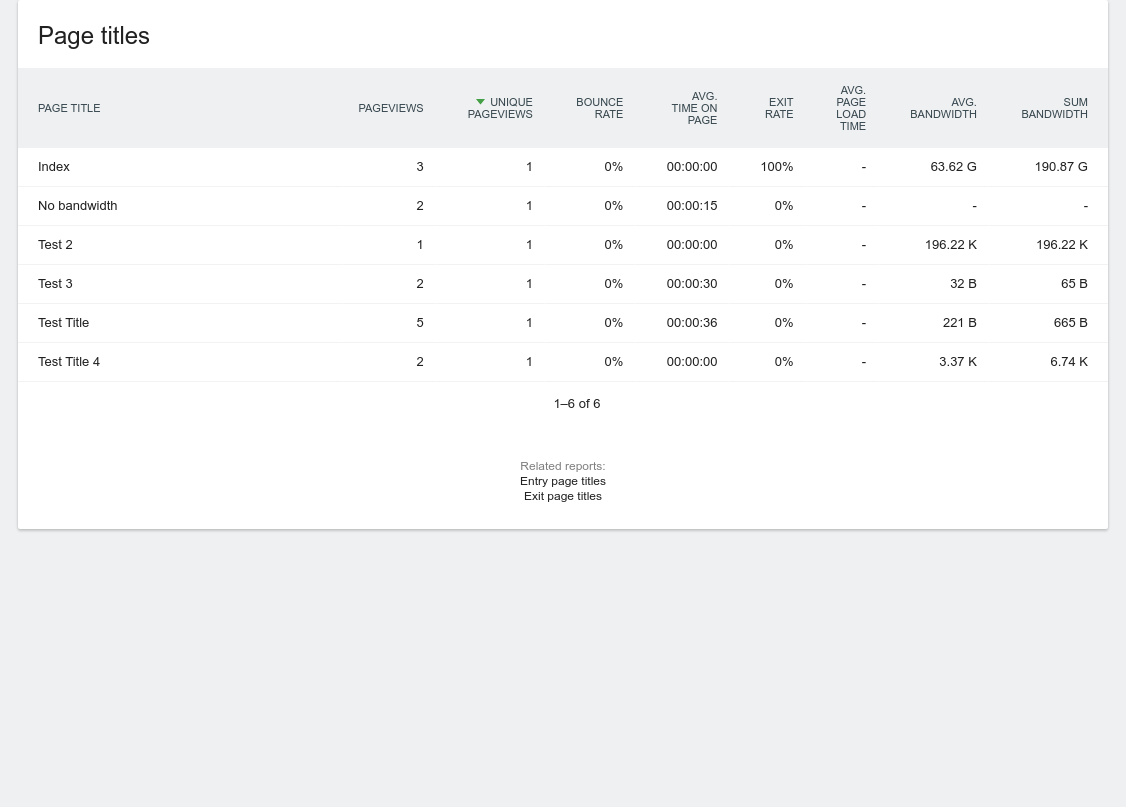 Page titles
PAGE TITLE PAGEVIEWS UNIQUE PAGEVIEWS BOUNCE RATE AVG. TIME ON PAGE EXIT RATE AVG. PAGE LOAD TIME AVG. BANDWIDTH SUM BANDWIDTH
Index 3 1 0% 00:00:00 100% - 63.62 G 190.87 G
No bandwidth 2 1 0% 00:00:15 0% - - -
Test 2 1 1 0% 00:00:00 0% - 196.22 K 196.22 K
Test 3 2 1 0% 00:00:30 0% - 32 B 65 B
Test Title 5 1 0% 00:00:36 0% - 221 B 665 B
Test Title 4 2 1 0% 00:00:00 0% - 3.37 K 6.74 K
1–6 of 6
Related reports:
Entry page titles
Exit page titles